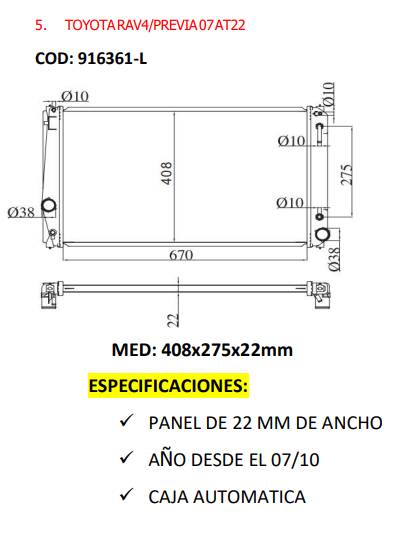 5. TOYOTA RAV4/PREVIA 07 AT22
COD: 916361-L
Ø10
Ø10
Ø10
408
275
Ø10
Ø38
670
Ø38
22
MED: 408x275x22mm
ESPECIFICACIONES:
✓ PANEL DE 22 MM DE ANCHO
✓ AÑO DESDE EL 07/10
✓ CAJA AUTOMATICA